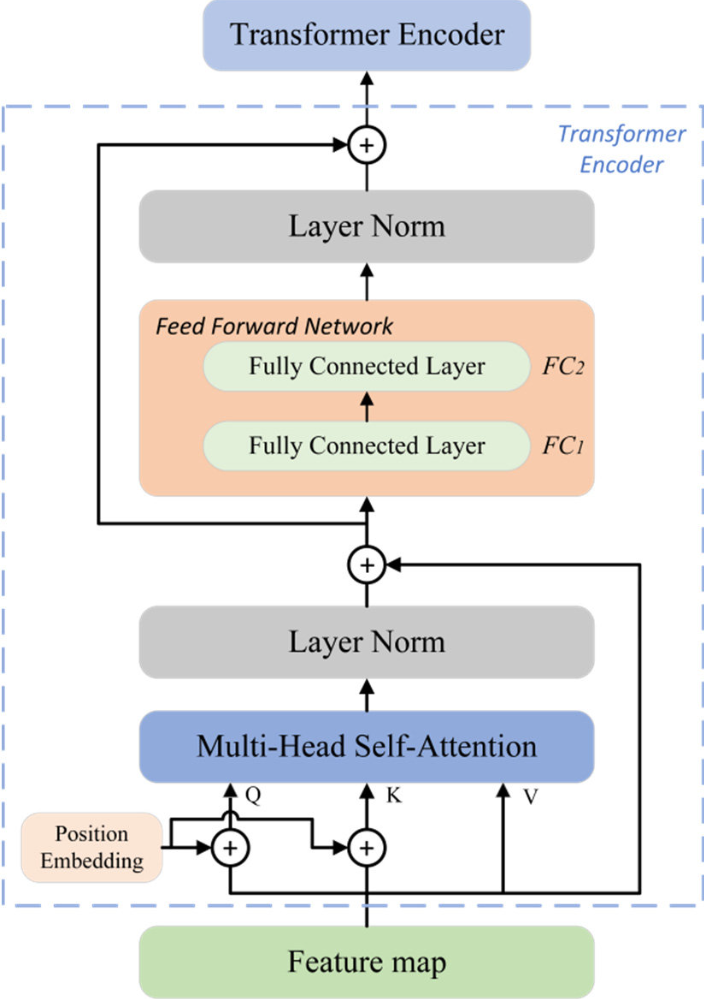 Transformer Encoder
Transformer
Encoder
Layer Norm
Feed Forward Network
Fully Connected Layer FC2
Fully Connected Layer FC1
Layer Norm
Multi-Head Self-Attention
Q K V
Position
Embedding
Feature map